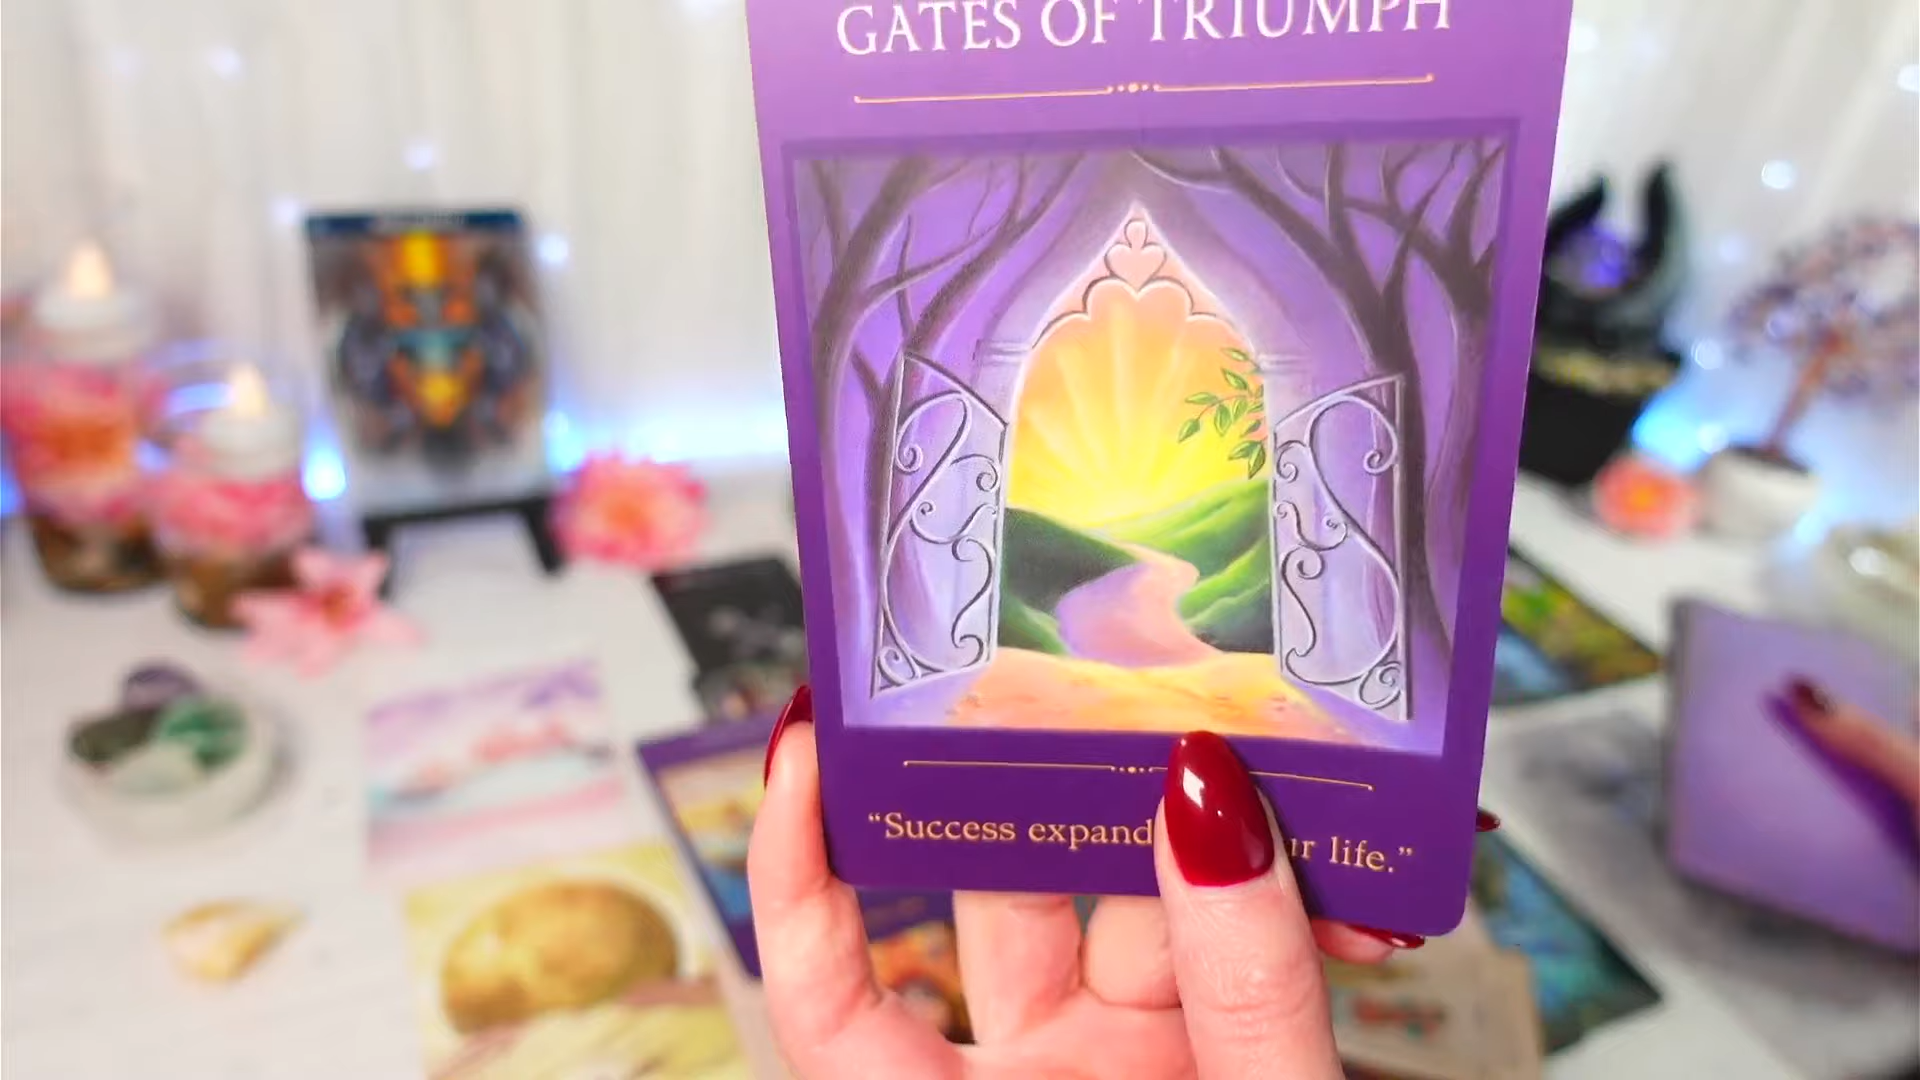 GATES OF TRIUMPH
“Success expand ur life.”